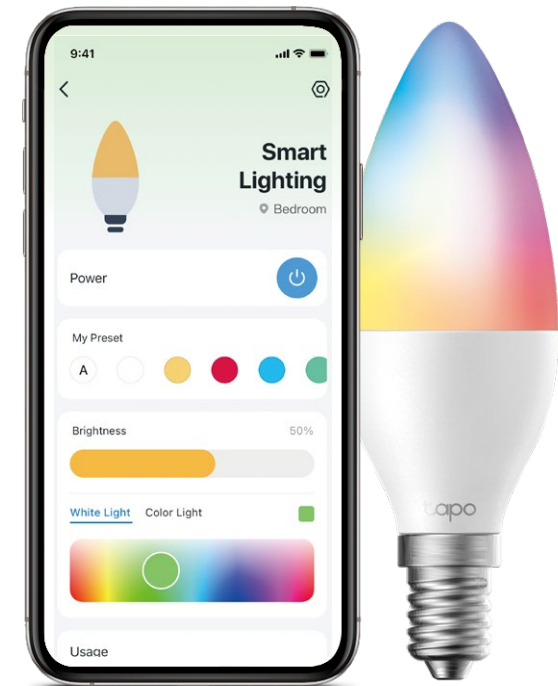 9:41
Smart
Lighting
Bedroom
Power
My Preset
A
Brightness 50%
White Light Color Light
Usage
tapo